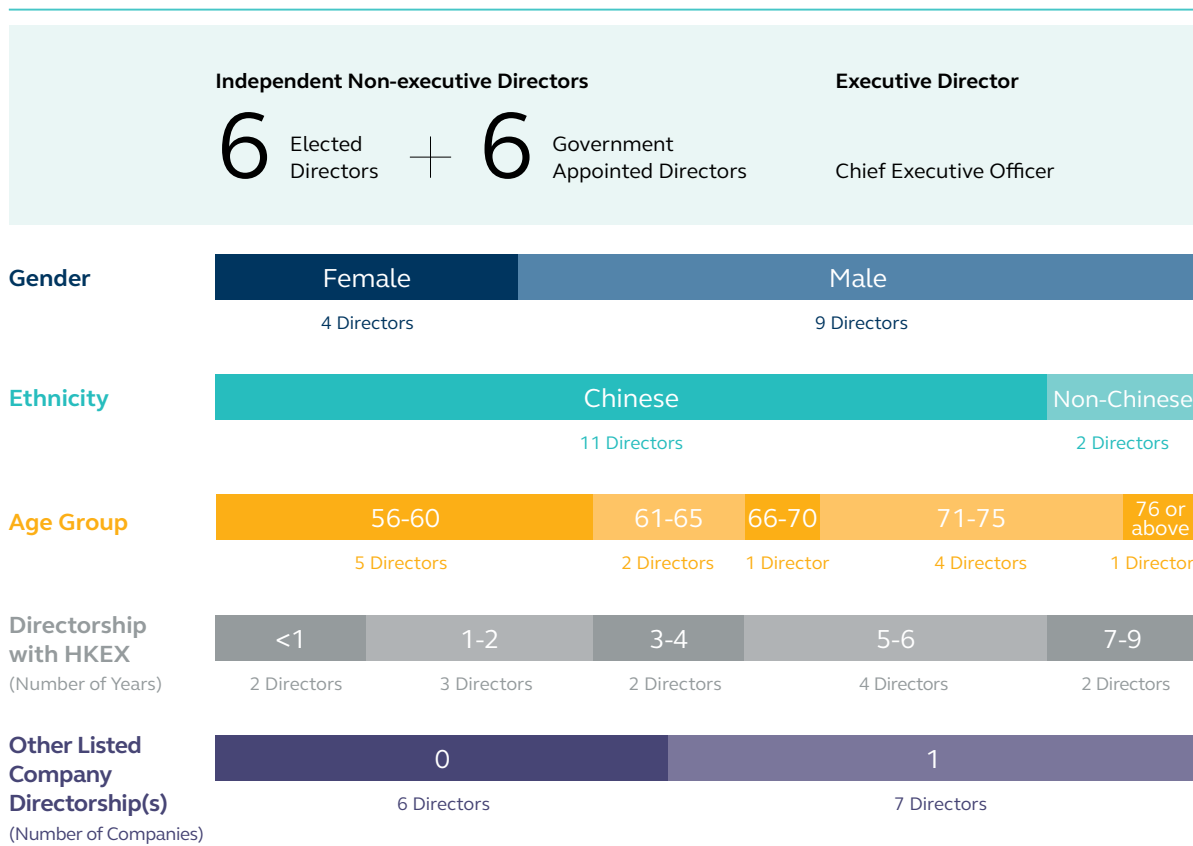 Independent Non-executive Directors
Executive Director
6 Elected Directors + 6 Government Appointed Directors
Chief Executive Officer
Gender
Female
Male
4 Directors
9 Directors
Ethnicity
Chinese
Non-Chinese
11 Directors
2 Directors
Age Group
56-60
61-65
66-70
71-75
76 or
above
5 Directors
2 Directors
1 Director
4 Directors
1 Director
Directorship
with HKEX
(Number of Years)
<1
1-2
3-4
5-6
7-9
2 Directors
3 Directors
2 Directors
4 Directors
2 Directors
Other Listed
Company
Directorship(s)
(Number of Companies)
0
1
6 Directors
7 Directors